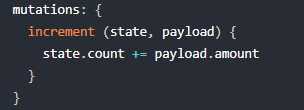 mutations: {
  increment (state, payload) {
    state.count += payload.amount
  }
}